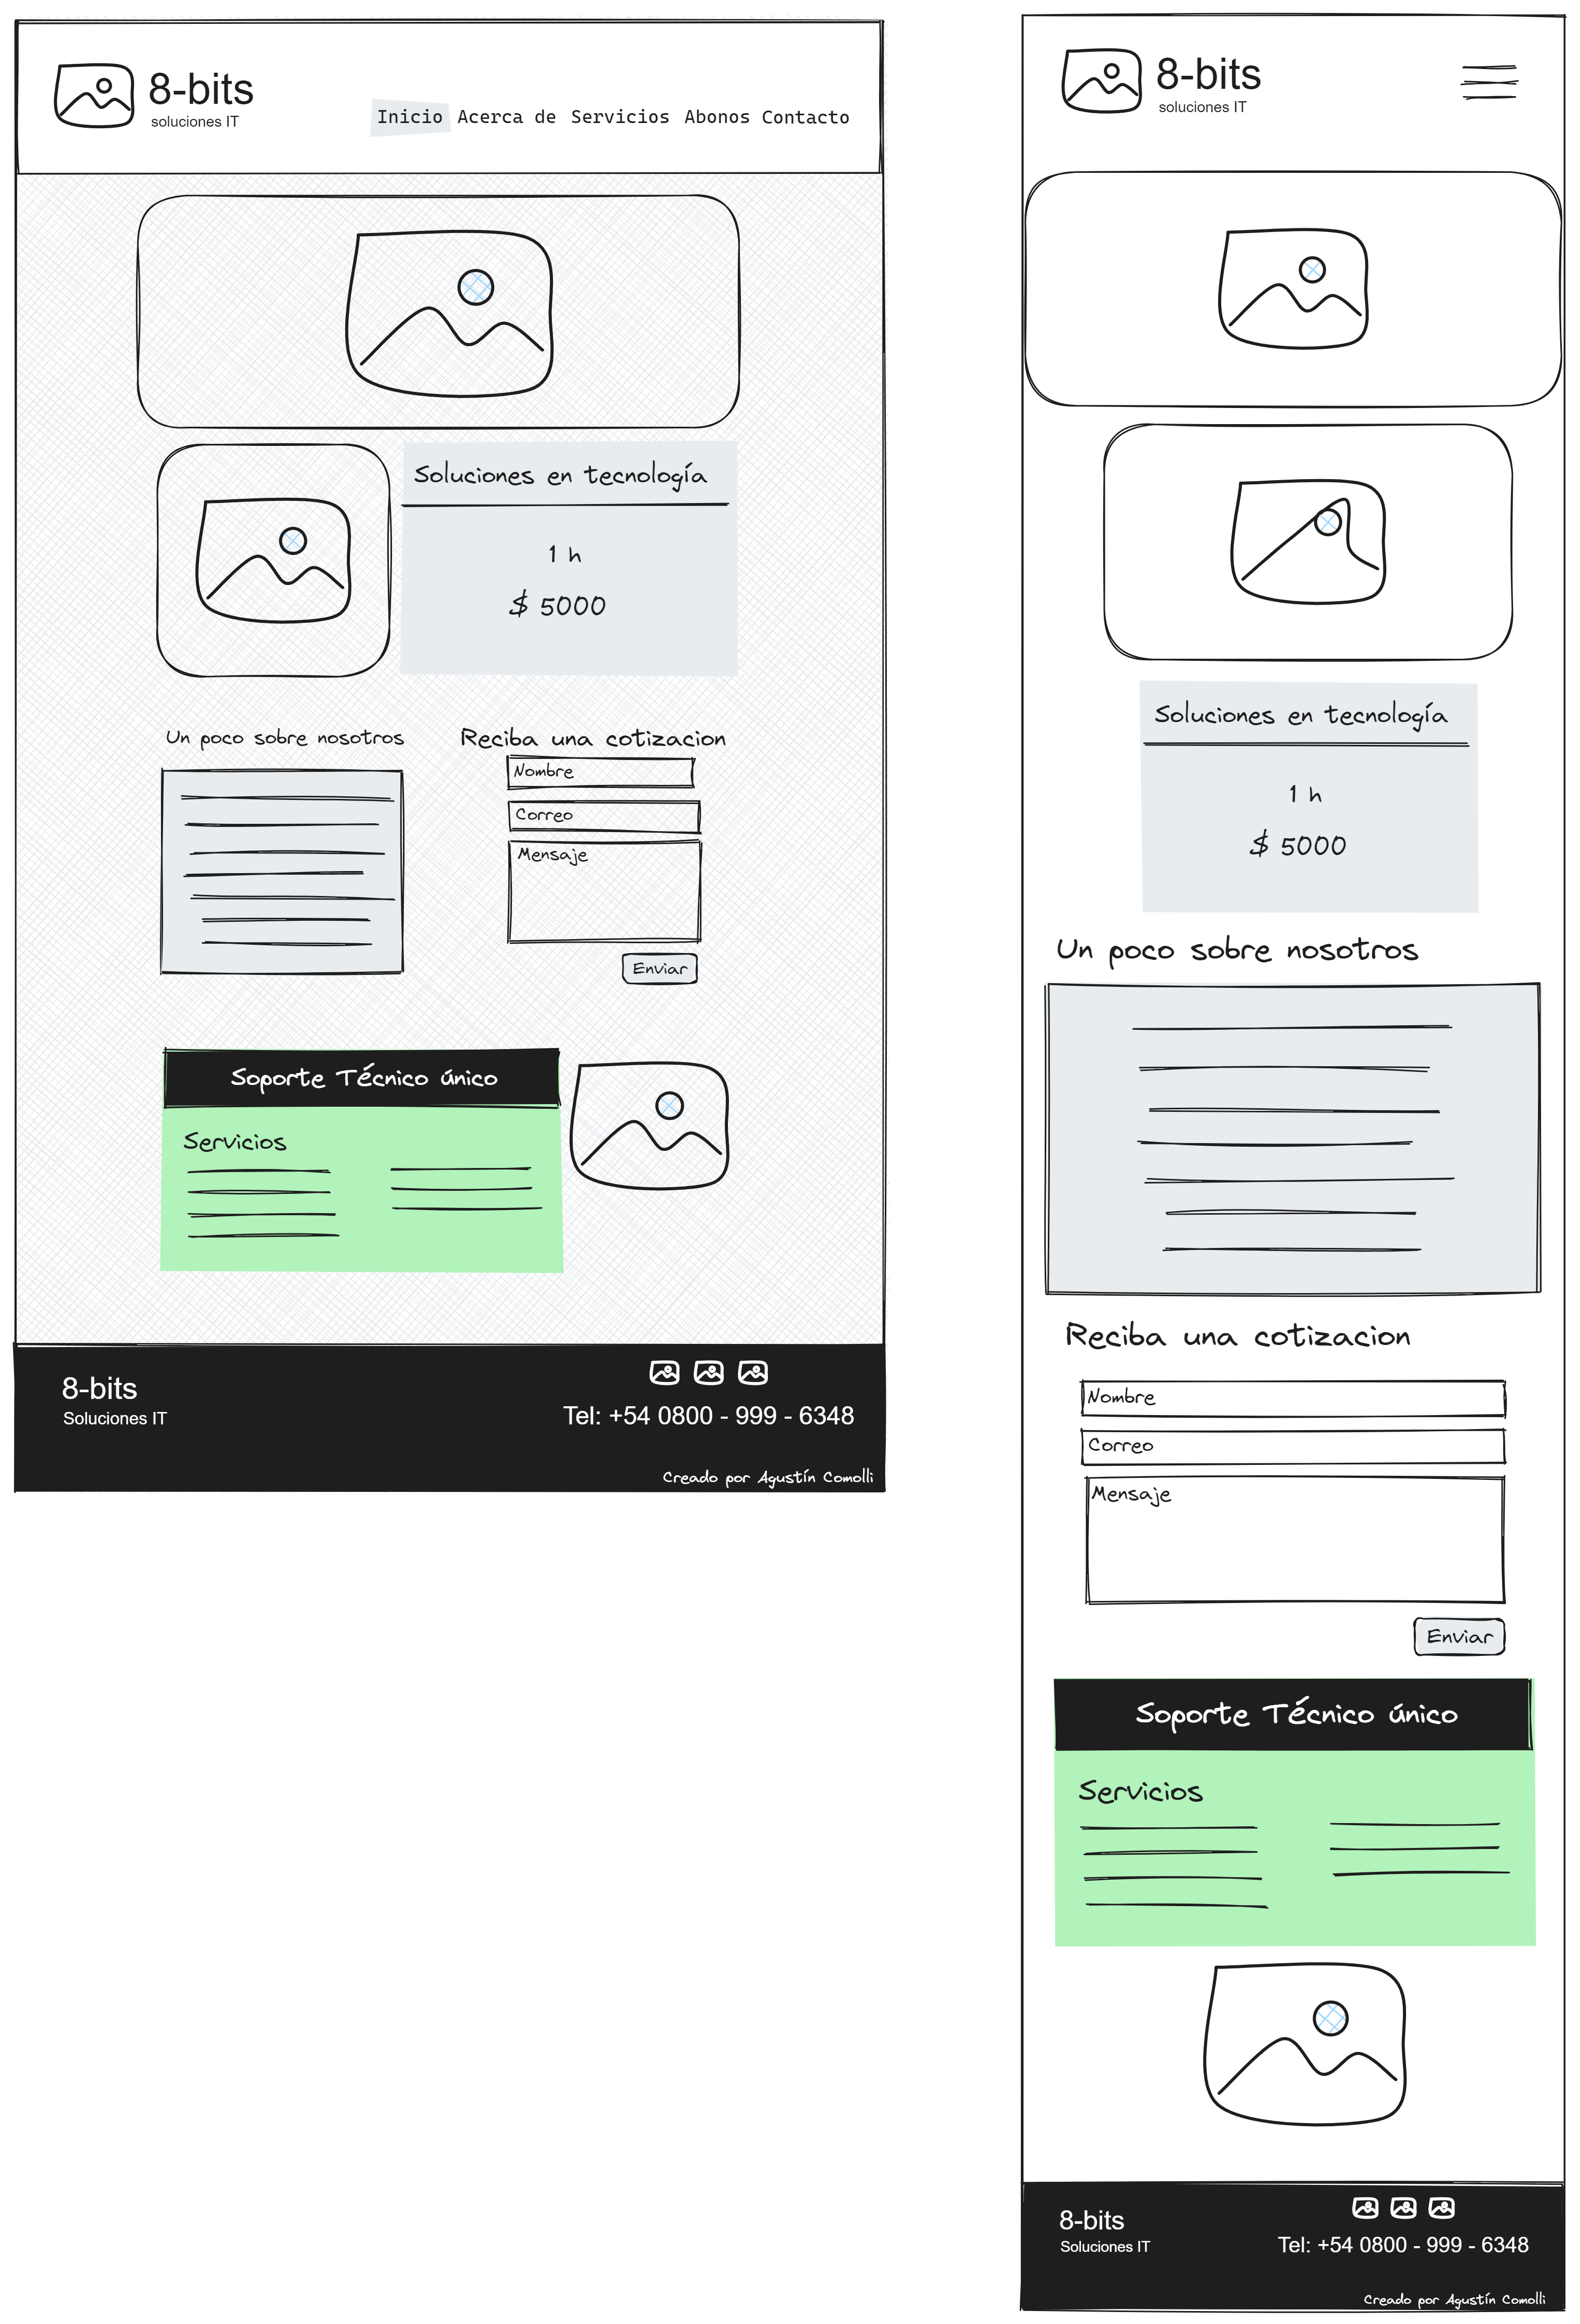 8-bits
soluciones IT
Inicio Acerca de Servicios Abonos Contacto
Soluciones en tecnología
1 h
$ 5000
Un poco sobre nosotros
Reciba una cotizacion
Nombre
Correo
Mensaje
Enviar
Soporte Técnico único
Servicios
8-bits
Soluciones IT
Tel: +54 0800 - 999 - 6348
Creado por Agustín Comolli
8-bits
soluciones IT
Soluciones en tecnología
1 h
$ 5000
Un poco sobre nosotros
Reciba una cotizacion
Nombre
Correo
Mensaje
Enviar
Soporte Técnico único
Servicios
8-bits
Soluciones IT
Tel: +54 0800 - 999 - 6348
Creado por Agustín Comolli